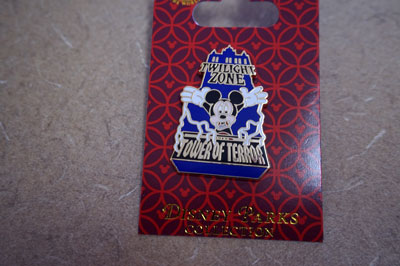 TWILIGHT
ZONE
TOWER OF TERROR
DISNEY PARKS
COLLECTION